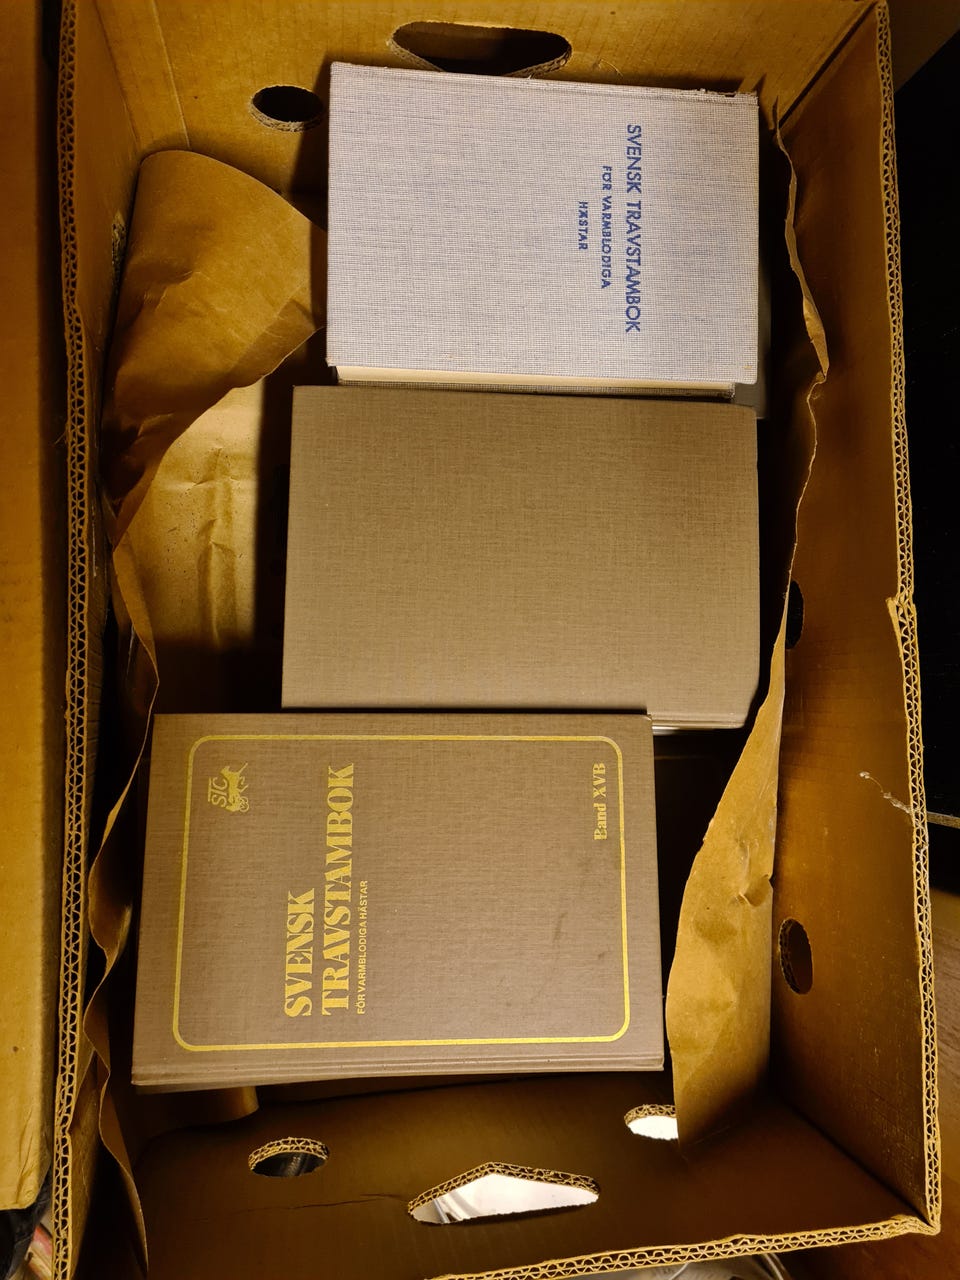 SVENSK TRAVSTAMBOK
FÖR VARMBLODIGA
HÄSTAR
STC
SVENSK
TRAVSTAMBOK
FÖR VARMBLODIGA HÄSTAR
Band XVB